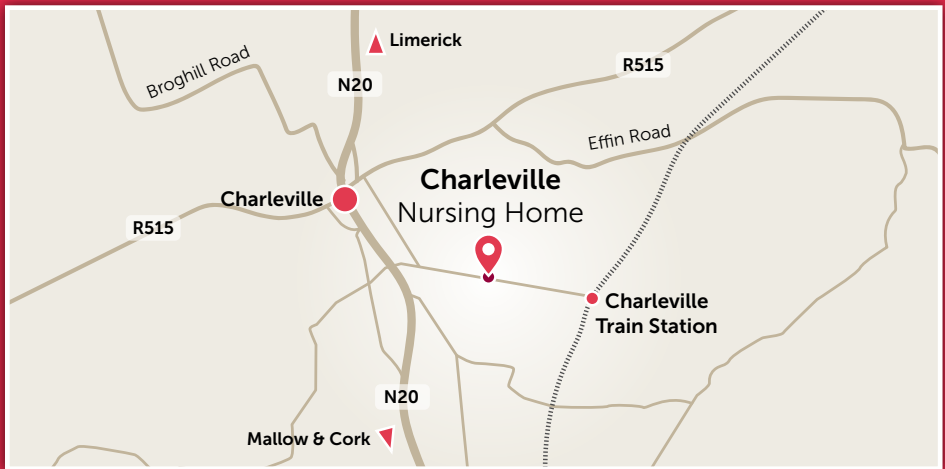 Limerick
Broghill Road
R515
N20
Effin Road
Charleville
Nursing Home
Charleville
R515
Charleville
Train Station
N20
Mallow & Cork